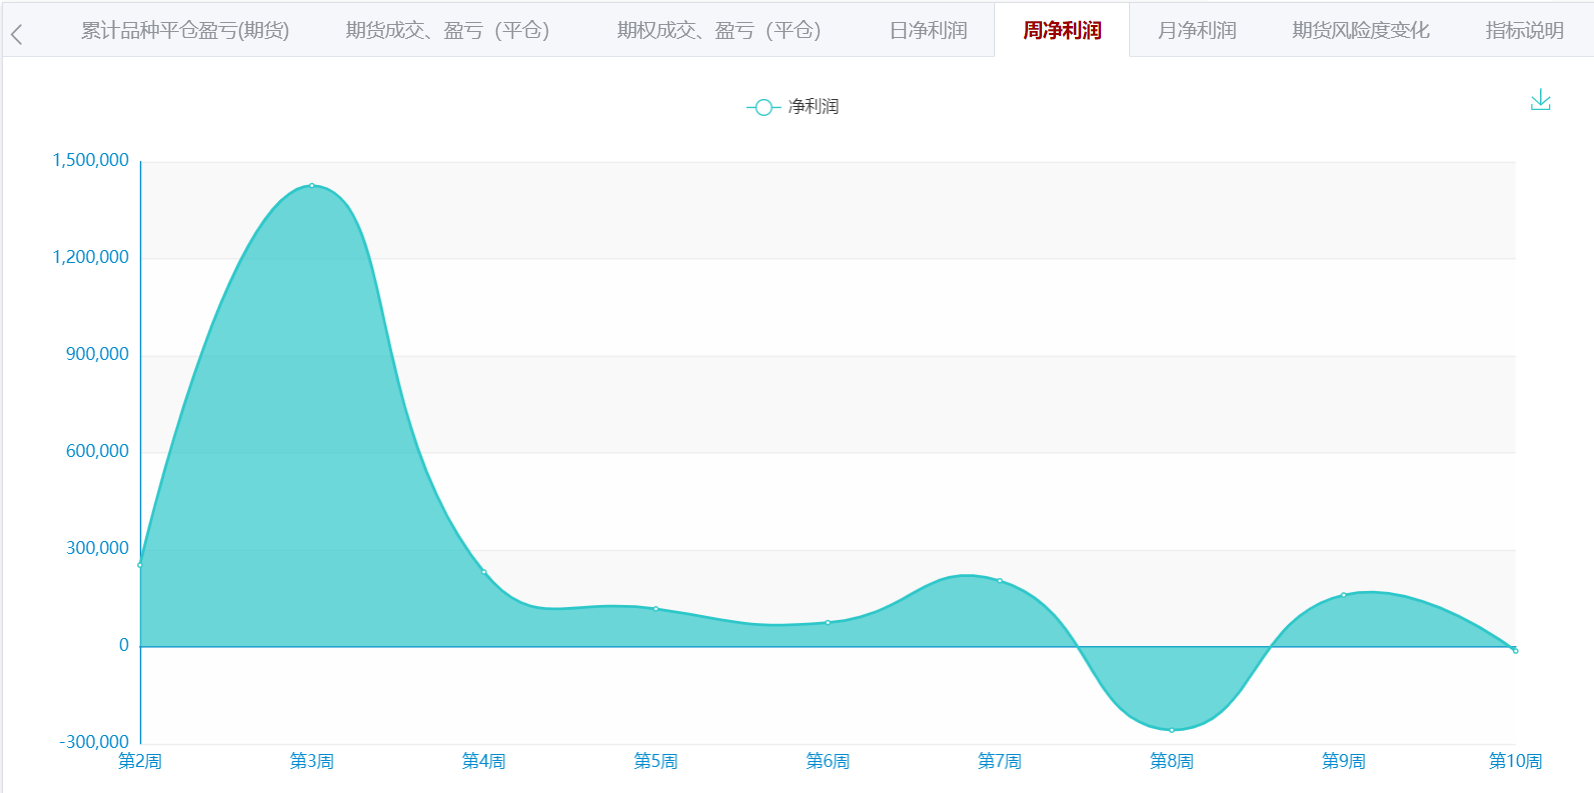 累计品种平仓盈亏(期货) 期货成交、盈亏（平仓） 期权成交、盈亏（平仓） 日净利润 周净利润 月净利润 期货风险度变化 指标说明
净利润
1,500,000
1,200,000
900,000
600,000
300,000
0
-300,000
第2周 第3周 第4周 第5周 第6周 第7周 第8周 第9周 第10周